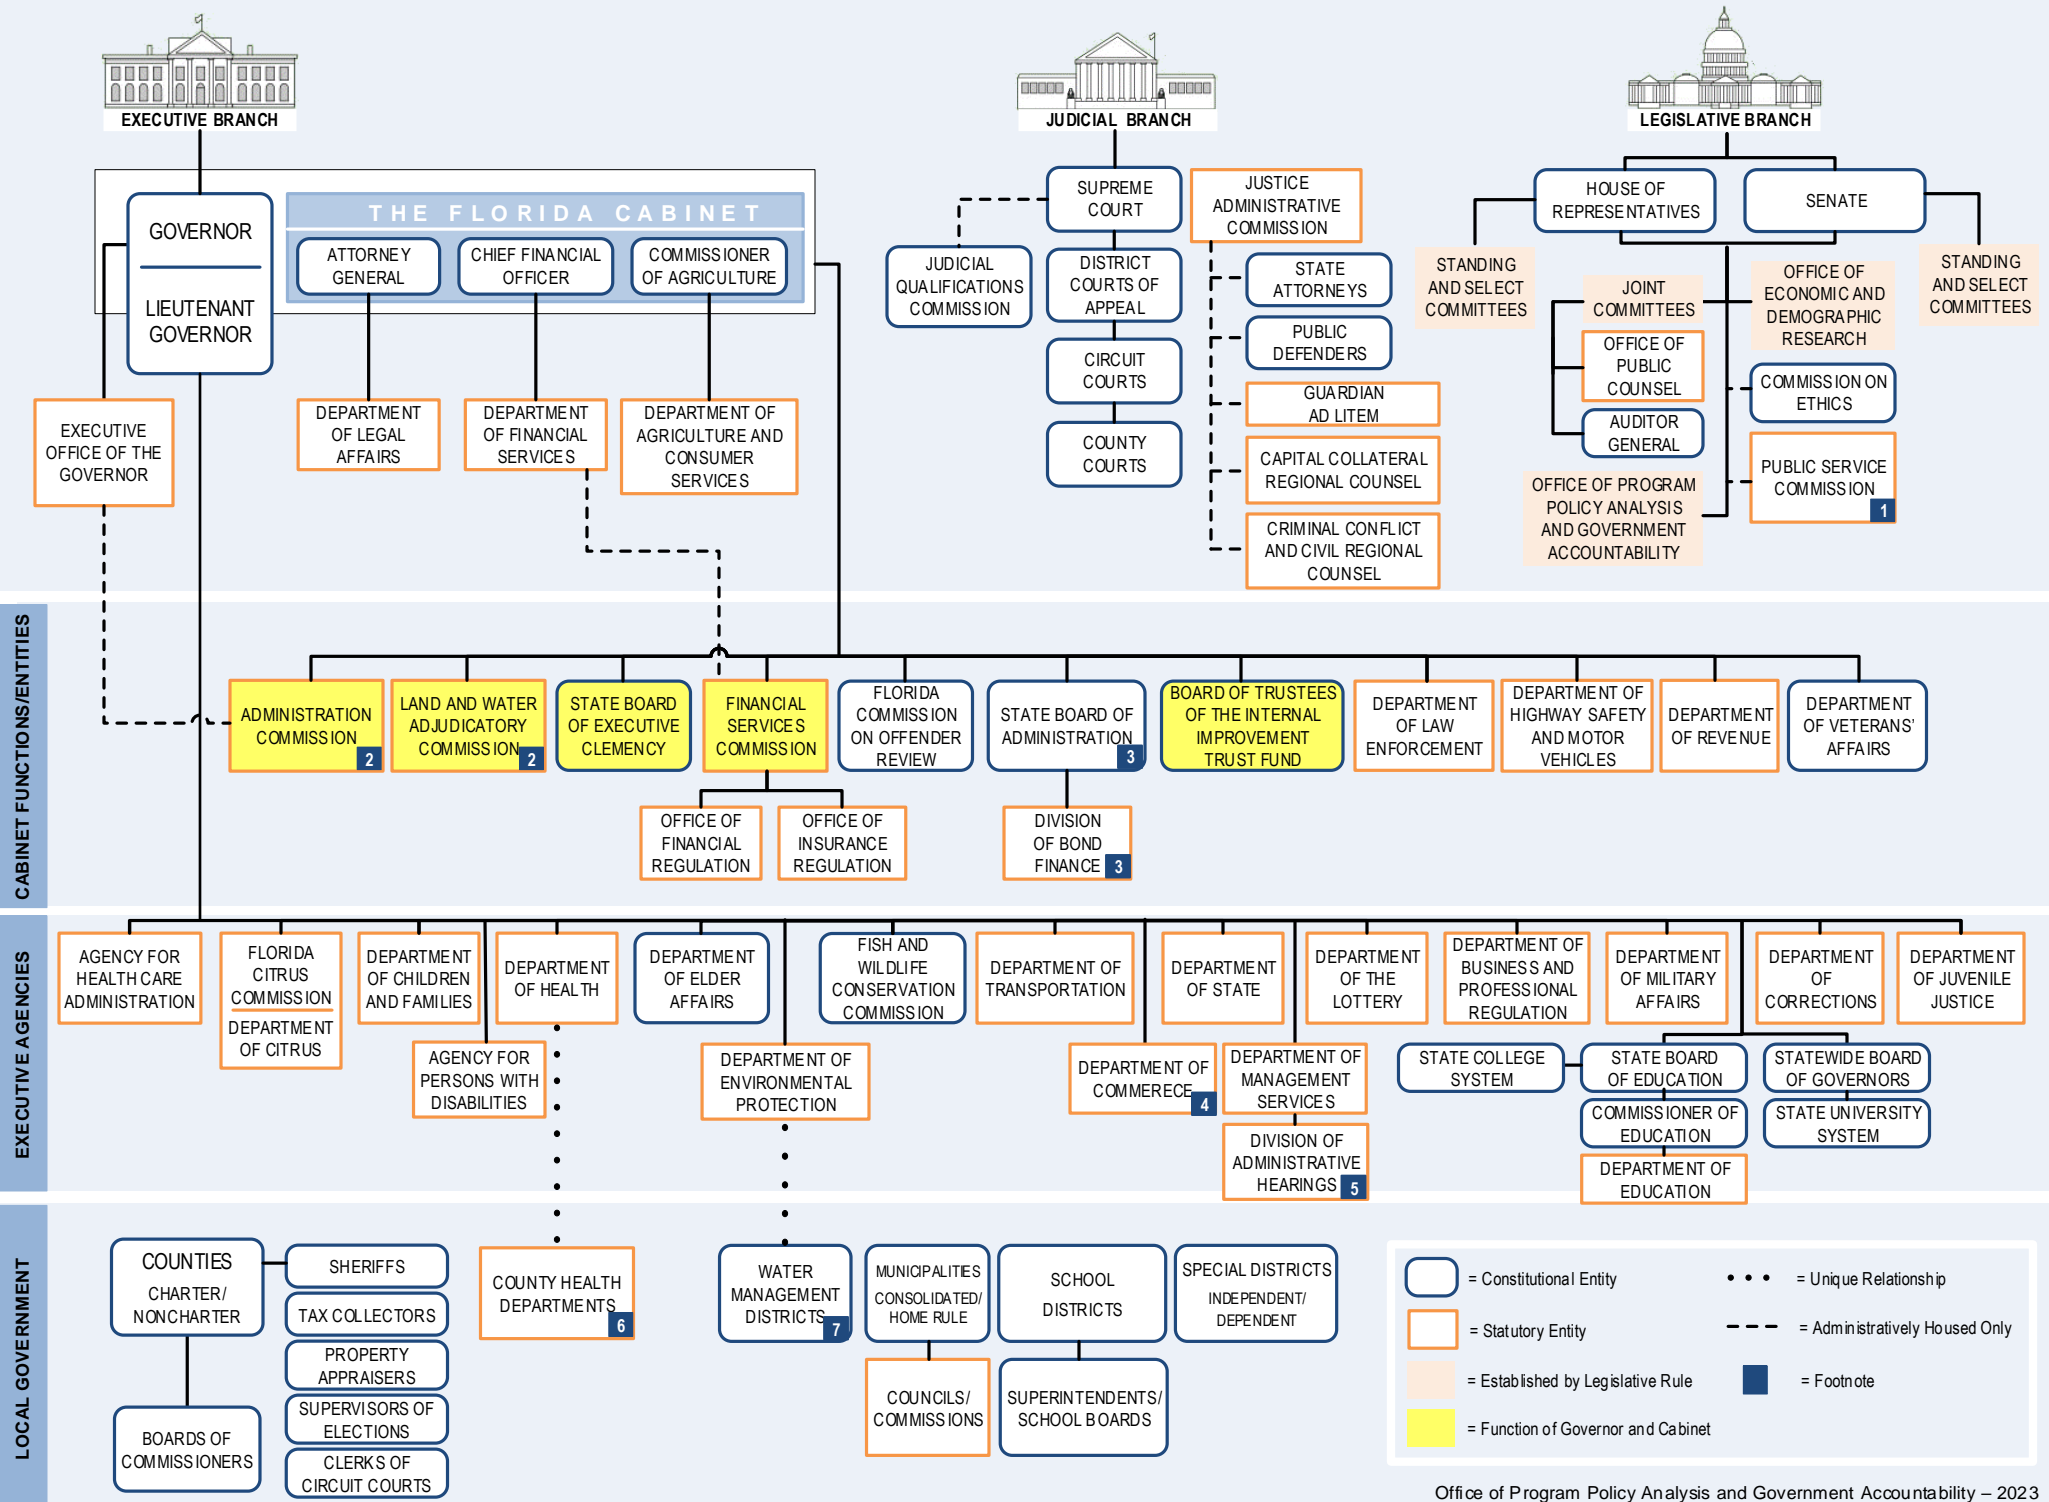 EXECUTIVE BRANCH
JUDICIAL BRANCH
LEGISLATIVE BRANCH
GOVERNOR
LIEUTENANT
GOVERNOR
THE FLORIDA CABINET
ATTORNEY
GENERAL
CHIEF FINANCIAL
OFFICER
COMMISSIONER
OF AGRICULTURE
EXECUTIVE
OFFICE OF THE
GOVERNOR
DEPARTMENT
OF LEGAL
AFFAIRS
DEPARTMENT
OF FINANCIAL
SERVICES
DEPARTMENT OF
AGRICULTURE AND
CONSUMER
SERVICES
SUPREME
COURT
JUDICIAL
QUALIFICATIONS
COMMISSION
DISTRICT
COURTS OF
APPEAL
CIRCUIT
COURTS
COUNTY
COURTS
JUSTICE
ADMINISTRATIVE
COMMISSION
STATE
ATTORNEYS
PUBLIC
DEFENDERS
GUARDIAN
AD LITEM
CAPITAL COLLATERAL
REGIONAL COUNSEL
CRIMINAL CONFLICT
AND CIVIL REGIONAL
COUNSEL
HOUSE OF
REPRESENTATIVES
SENATE
STANDING
AND SELECT
COMMITTEES
JOINT
COMMITTEES
OFFICE OF
ECONOMIC AND
DEMOGRAPHIC
RESEARCH
STANDING
AND SELECT
COMMITTEES
OFFICE OF
PUBLIC
COUNSEL
AUDITOR
GENERAL
COMMISSION ON
ETHICS
PUBLIC SERVICE
COMMISSION
1
OFFICE OF PROGRAM
POLICY ANALYSIS
AND GOVERNMENT
ACCOUNTABILITY
CABINET FUNCTIONS/ENTITIES
ADMINISTRATION
COMMISSION
2
LAND AND WATER
ADJUDICATORY
COMMISSION
2
STATE BOARD
OF EXECUTIVE
CLEMENCY
FINANCIAL
SERVICES
COMMISSION
FLORIDA
COMMISSION
ON OFFENDER
REVIEW
STATE BOARD OF
ADMINISTRATION
3
BOARD OF TRUSTEES
OF THE INTERNAL
IMPROVEMENT
TRUST FUND
DEPARTMENT
OF LAW
ENFORCEMENT
DEPARTMENT OF
HIGHWAY SAFETY
AND MOTOR
VEHICLES
DEPARTMENT
OF REVENUE
DEPARTMENT
OF VETERANS'
AFFAIRS
OFFICE OF
FINANCIAL
REGULATION
OFFICE OF
INSURANCE
REGULATION
DIVISION
OF BOND
FINANCE
3
EXECUTIVE AGENCIES
AGENCY FOR
HEALTH CARE
ADMINISTRATION
FLORIDA
CITRUS
COMMISSION
DEPARTMENT
OF CITRUS
DEPARTMENT
OF CHILDREN
AND FAMILIES
AGENCY FOR
PERSONS WITH
DISABILITIES
DEPARTMENT
OF HEALTH
DEPARTMENT
OF ELDER
AFFAIRS
DEPARTMENT OF
ENVIRONMENTAL
PROTECTION
FISH AND
WILDLIFE
CONSERVATION
COMMISSION
DEPARTMENT OF
TRANSPORTATION
DEPARTMENT OF
COMMERECE
4
DEPARTMENT
OF STATE
DEPARTMENT OF
MANAGEMENT
SERVICES
DIVISION OF
ADMINISTRATIVE
HEARINGS
5
DEPARTMENT
OF THE
LOTTERY
DEPARTMENT OF
BUSINESS AND
PROFESSIONAL
REGULATION
DEPARTMENT
OF MILITARY
AFFAIRS
DEPARTMENT
OF
CORRECTIONS
DEPARTMENT
OF JUVENILE
JUSTICE
STATE COLLEGE
SYSTEM
STATE BOARD
OF EDUCATION
STATEWIDE BOARD
OF GOVERNORS
COMMISSIONER OF
EDUCATION
STATE UNIVERSITY
SYSTEM
DEPARTMENT OF
EDUCATION
LOCAL GOVERNMENT
COUNTIES
CHARTER/
NONCHARTER
SHERIFFS
TAX COLLECTORS
PROPERTY
APPRAISERS
SUPERVISORS OF
ELECTIONS
CLERKS OF
CIRCUIT COURTS
BOARDS OF
COMMISSIONERS
COUNTY HEALTH
DEPARTMENTS
6
WATER
MANAGEMENT
DISTRICTS
7
MUNICIPALITIES
CONSOLIDATED/
HOME RULE
COUNCILS/
COMMISSIONS
SCHOOL
DISTRICTS
SUPERINTENDENTS/
SCHOOL BOARDS
SPECIAL DISTRICTS
INDEPENDENT/
DEPENDENT
= Constitutional Entity
= Statutory Entity
= Established by Legislative Rule
= Function of Governor and Cabinet
= Unique Relationship
= Administratively Housed Only
= Footnote
Office of Program Policy Analysis and Government Accountability – 2023